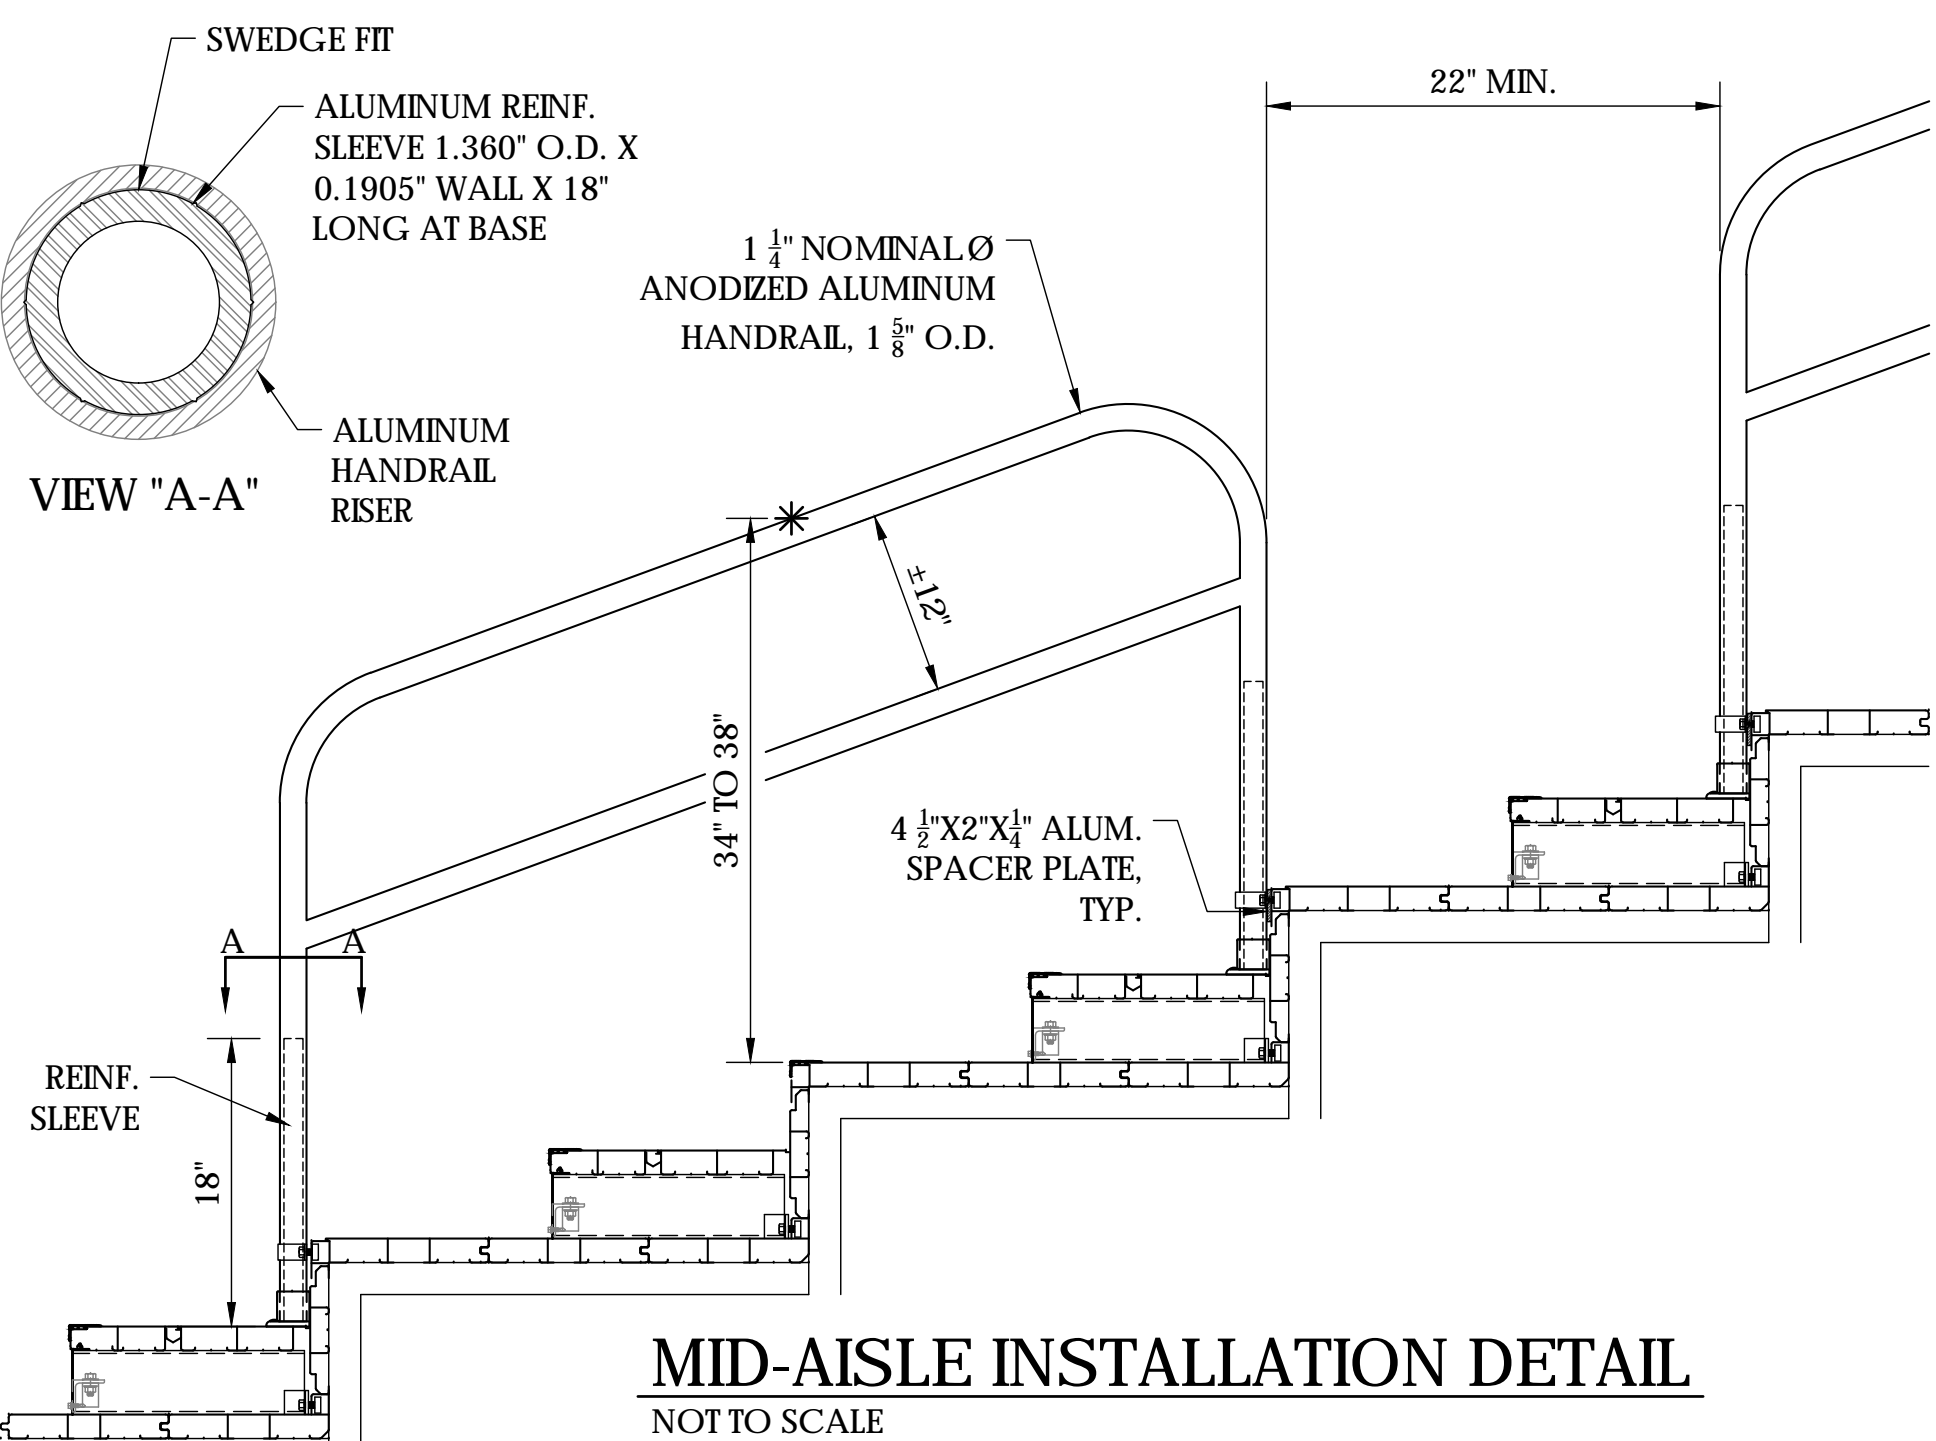 SWEDGE FIT
ALUMINUM REINF.
SLEEVE 1.360" O.D. X
0.1905" WALL X 18"
LONG AT BASE
ALUMINUM
HANDRAIL
RISER
VIEW "A-A"
22" MIN.
1 1/4" NOMINAL Ø
ANODIZED ALUMINUM
HANDRAIL, 1 5/8" O.D.
±12"
34" TO 38"
4 1/2"X2"X1/4" ALUM.
SPACER PLATE,
TYP.
A A
REINF.
SLEEVE
18"
MID-AISLE INSTALLATION DETAIL
NOT TO SCALE